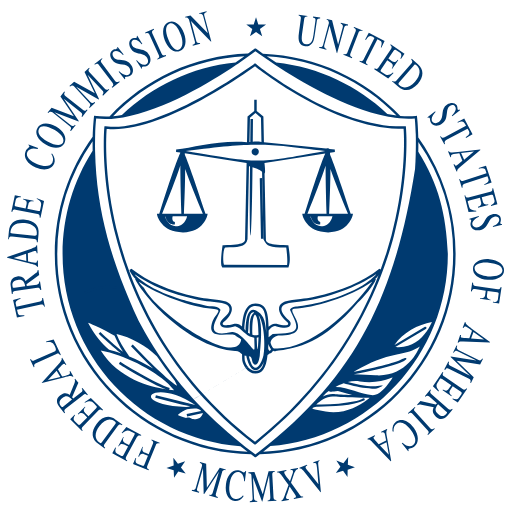 FEDERAL TRADE COMMISSION ★ UNITED STATES OF AMERICA
★ MCMXV ★